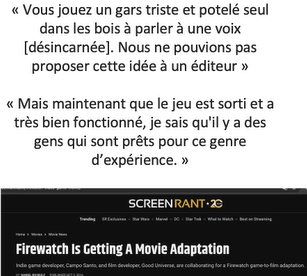 « Vous jouez un gars triste et potelé seul
dans les bois à parler à une voix
[désincarnée]. Nous ne pouvions pas
proposer cette idée à un éditeur »
« Mais maintenant que le jeu est sorti et a
très bien fonctionné, je sais qu'il y a des
gens qui sont prêts pour ce genre
d'expérience. »
SCREENRANT
Trending SR Exclusives Star Wars Marvel DC Star Trek What to Watch Best on Streaming
Home Movies Movie News
Firewatch Is Getting A Movie Adaptation
Indie game developer, Campo Santo, and film developer, Good Universe, are collaborating for a Firewatch game-to-film adaptation.